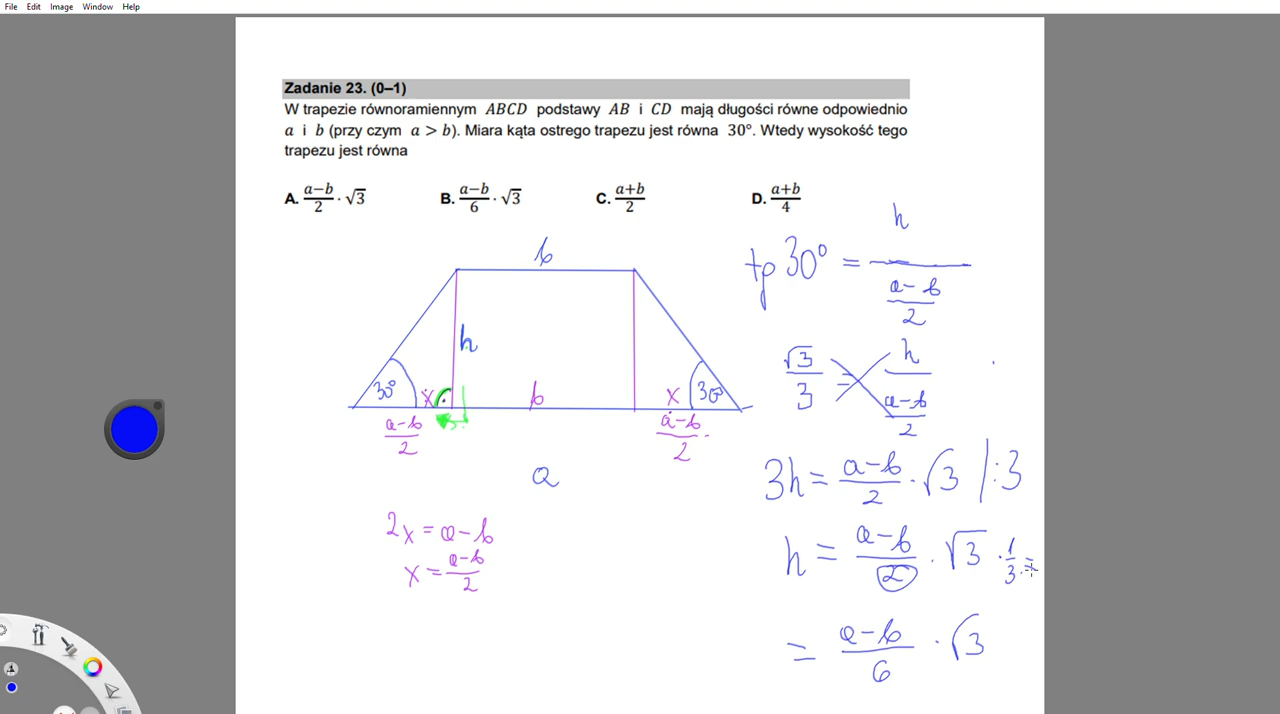 File Edit Image Window Help
Zadanie 23. (0–1)
W trapezie równoramiennym ABCD podstawy AB i CD mają długości równe odpowiednio
a i b (przy czym a > b). Miara kąta ostrego trapezu jest równa 30°. Wtedy wysokość tego
trapezu jest równa
A. (a−b)/2 · √3 B. (a−b)/6 · √3 C. (a+b)/2 D. (a+b)/4
b
h
30° x b x 30°
(a−b)/2 (a−b)/2
a
2x = a − b
x = (a−b)/2
tg 30° = h / ((a−b)/2)
√3/3 = h / ((a−b)/2)
3h = (a−b)/2 · √3 | :3
h = (a−b)/2 · √3 · 1/3 =
= (a−b)/6 · √3